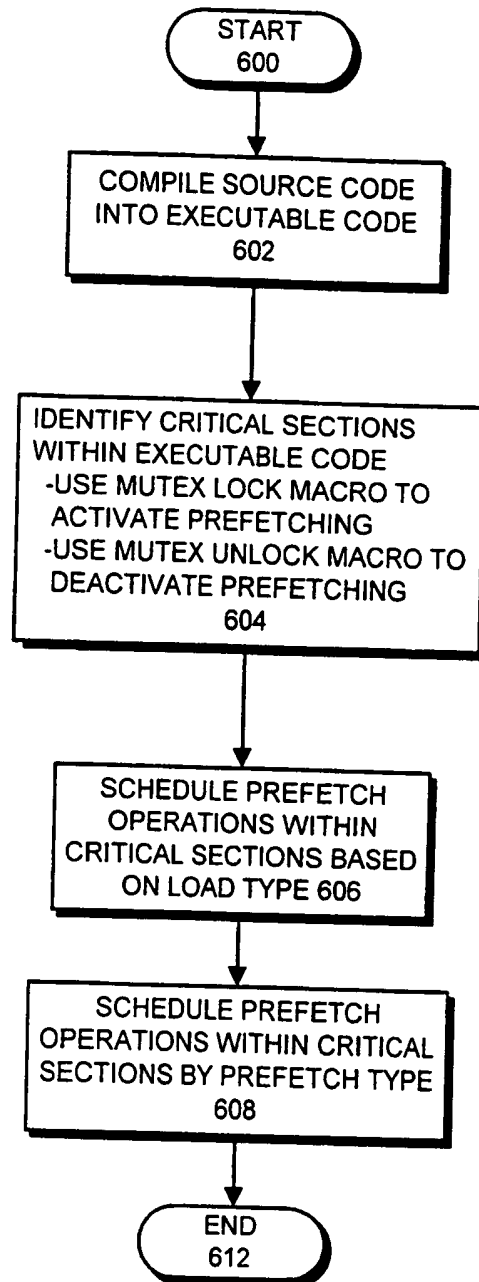 START
600
COMPILE SOURCE CODE
INTO EXECUTABLE CODE
602
IDENTIFY CRITICAL SECTIONS
WITHIN EXECUTABLE CODE
-USE MUTEX LOCK MACRO TO
ACTIVATE PREFETCHING
-USE MUTEX UNLOCK MACRO TO
DEACTIVATE PREFETCHING
604
SCHEDULE PREFETCH
OPERATIONS WITHIN
CRITICAL SECTIONS BASED
ON LOAD TYPE 606
SCHEDULE PREFETCH
OPERATIONS WITHIN CRITICAL
SECTIONS BY PREFETCH TYPE
608
END
612